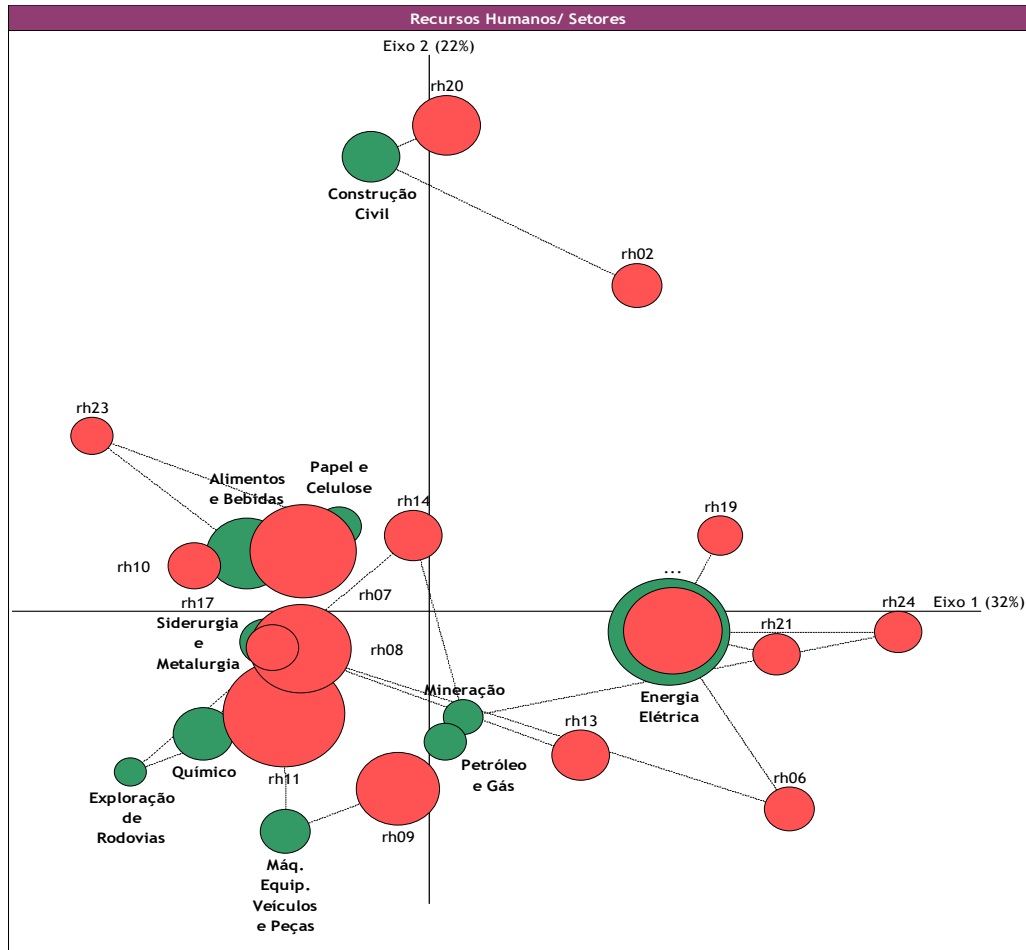 Recursos Humanos/ Setores
Eixo 2 (22%)
rh20
Construção
Civil
rh02
rh23
Alimentos
e Bebidas
Papel e
Celulose
rh14
rh19
rh10
...
rh17
rh07
Eixo 1 (32%)
rh24
rh21
Siderurgia
e
Metalurgia
rh08
Mineração
Energia
Elétrica
rh13
Químico
rh11
Petróleo
e Gás
rh06
Exploração
de
Rodovias
rh09
Máq.
Equip.
Veículos
e Peças